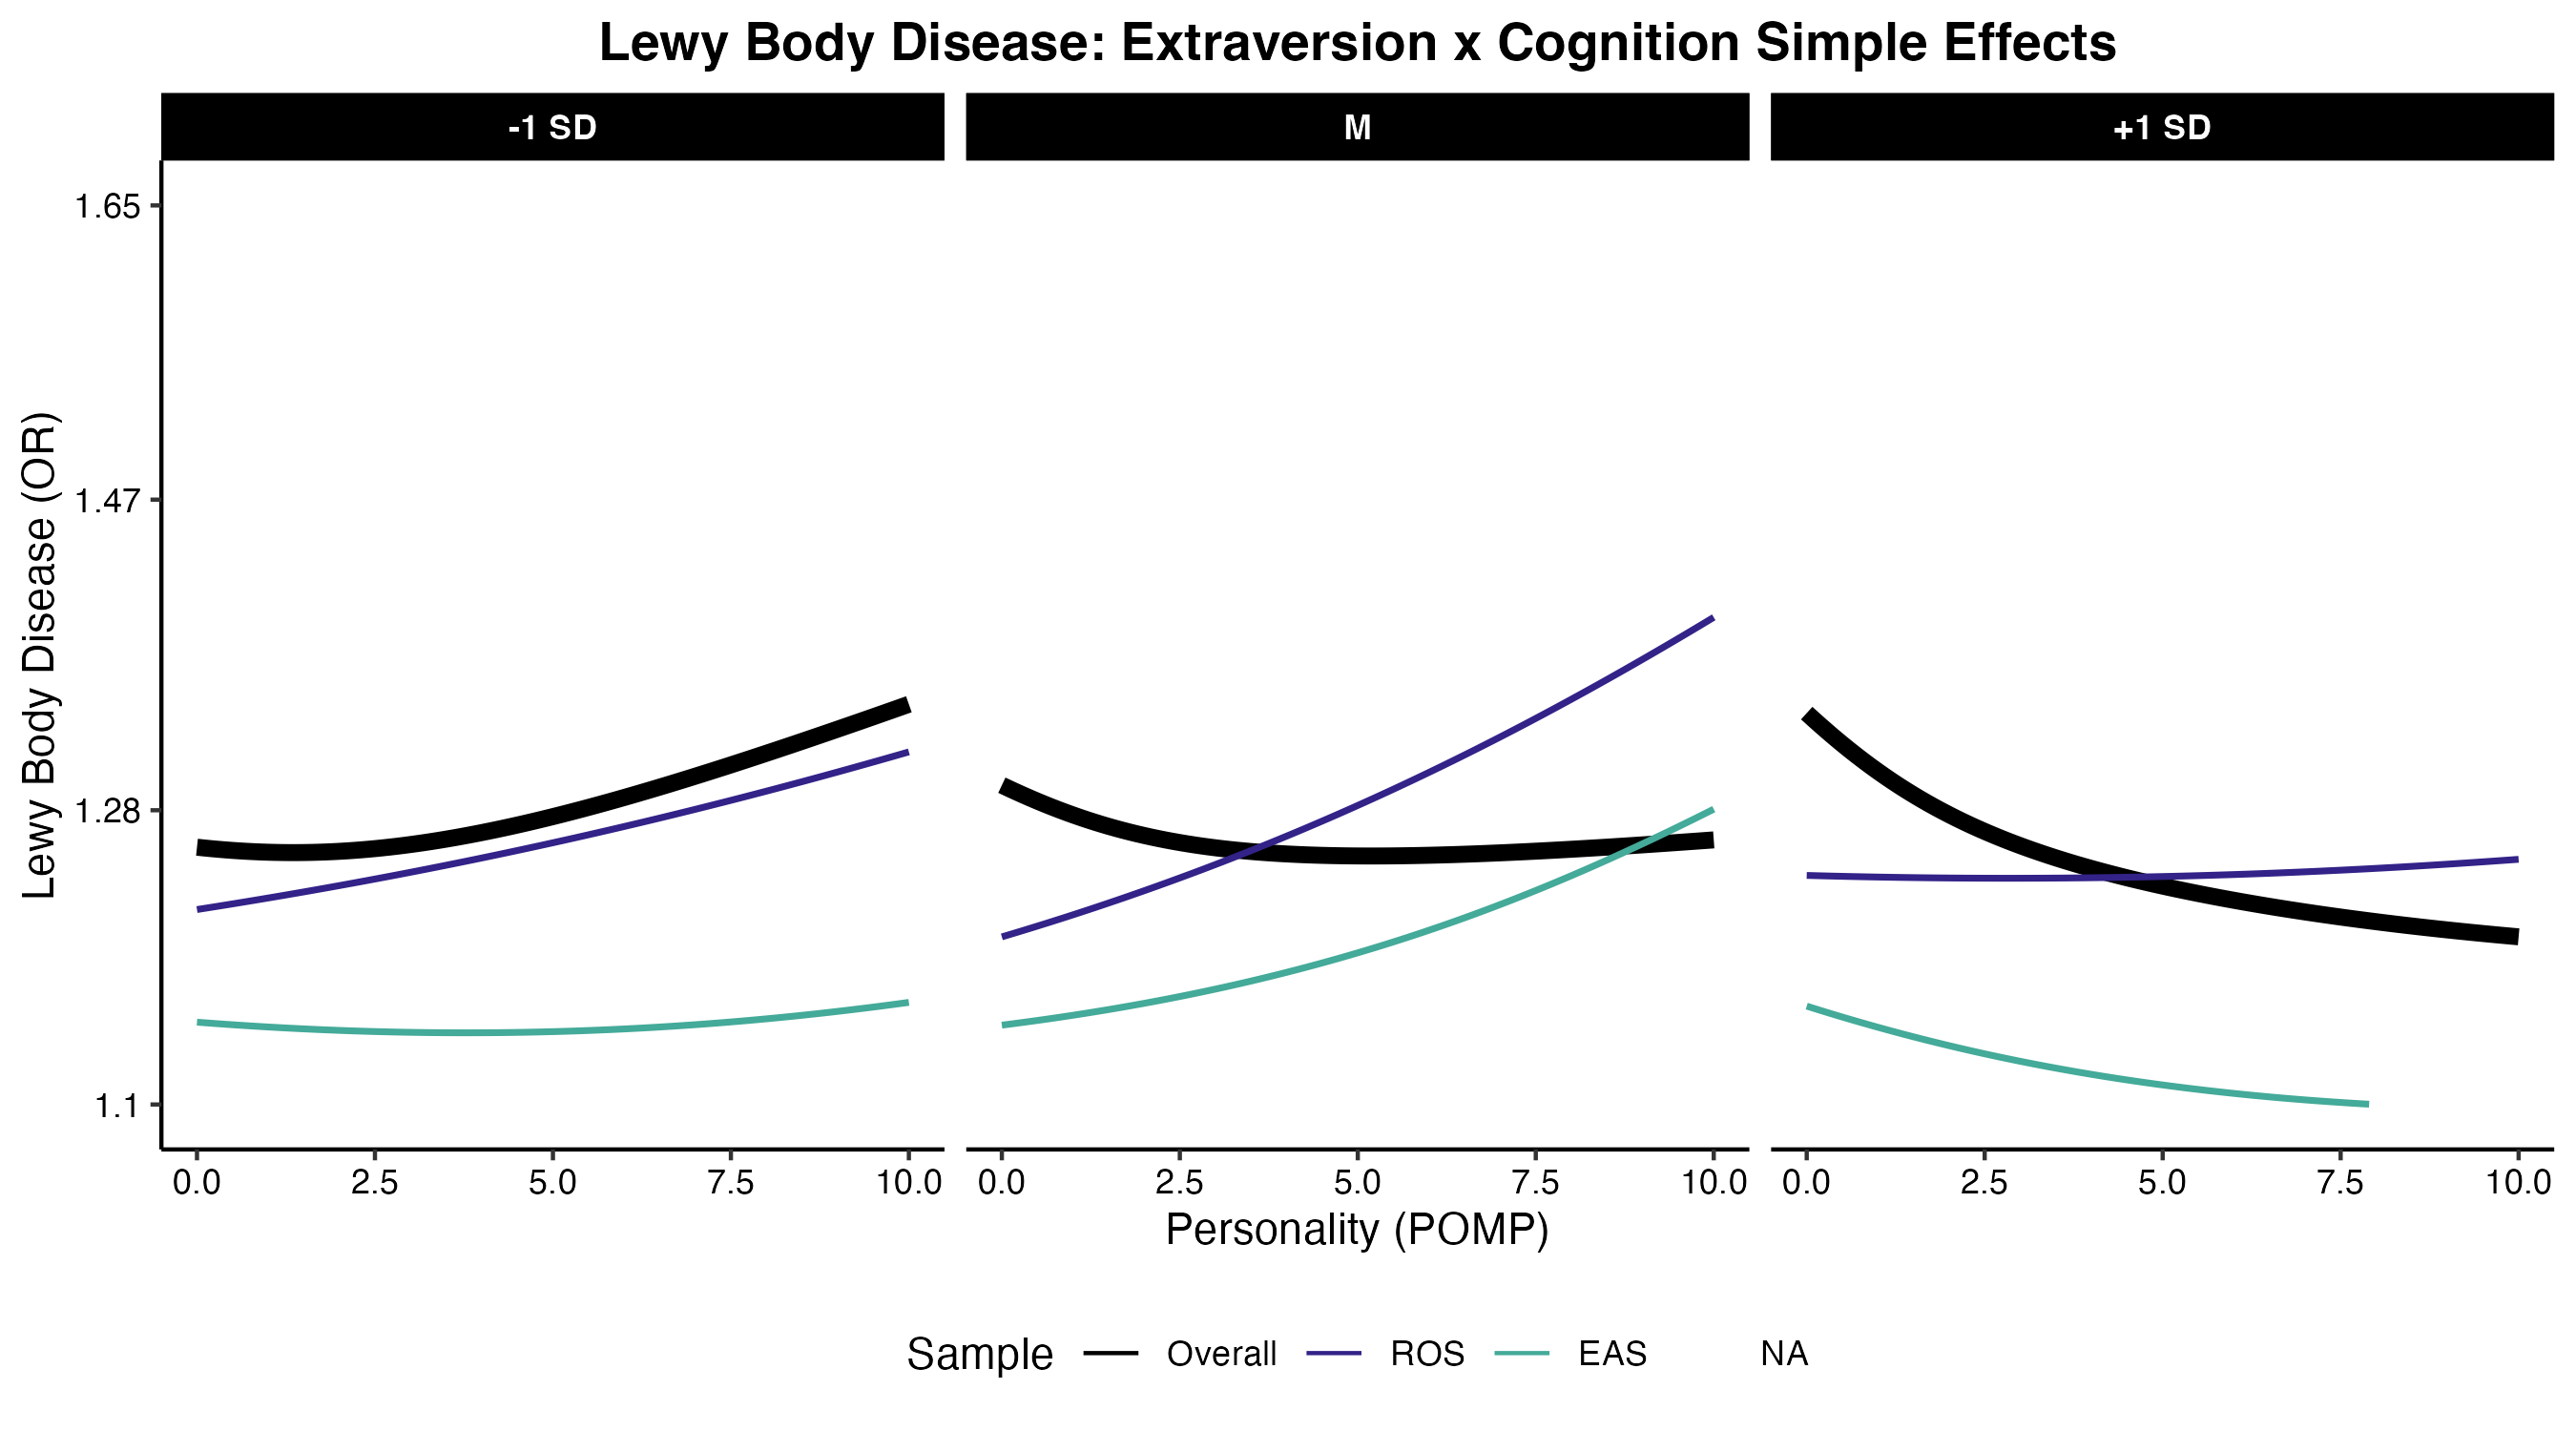 Lewy Body Disease: Extraversion x Cognition Simple Effects
-1 SD
M
+1 SD
Lewy Body Disease (OR)
1.65
1.47
1.28
1.1
0.0 2.5 5.0 7.5 10.0
0.0 2.5 5.0 7.5 10.0
0.0 2.5 5.0 7.5 10.0
Personality (POMP)
Sample Overall ROS EAS NA